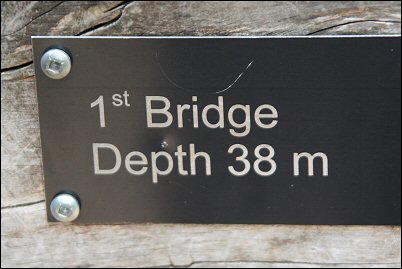 1st Bridge
Depth 38 m